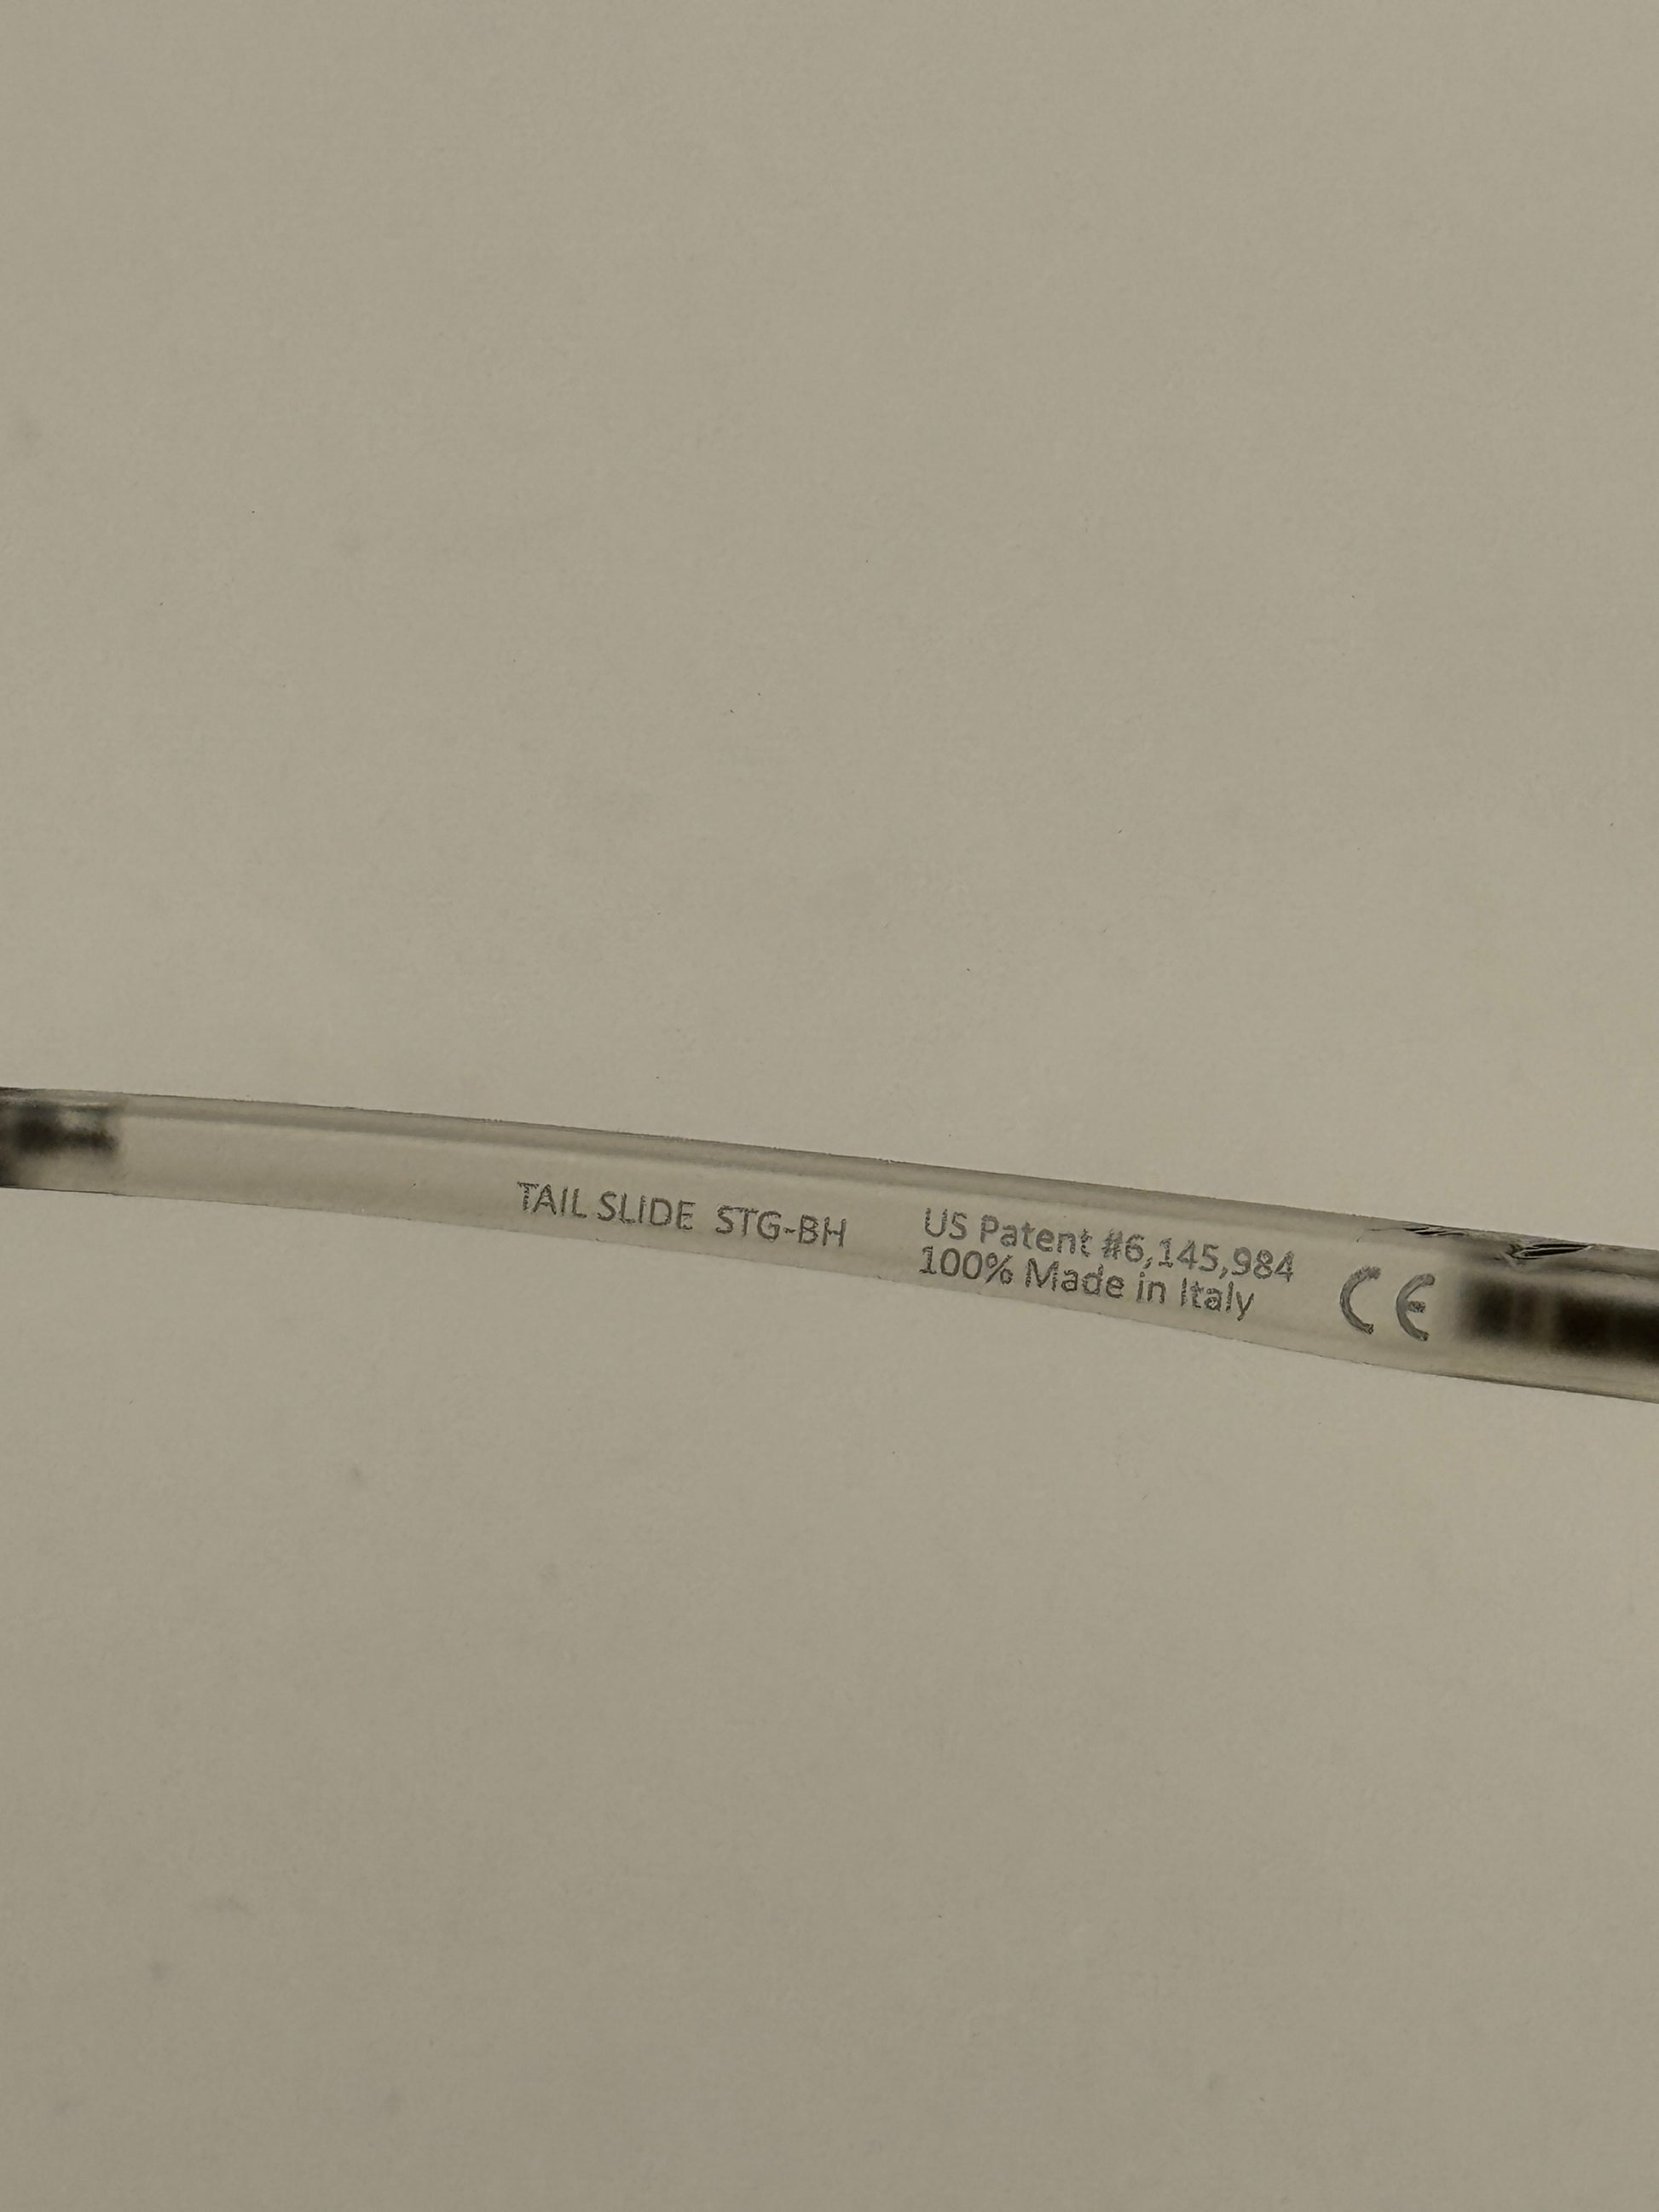 TAIL SLIDE STG-BH
US Patent #6,145,984
100% Made in Italy
CE